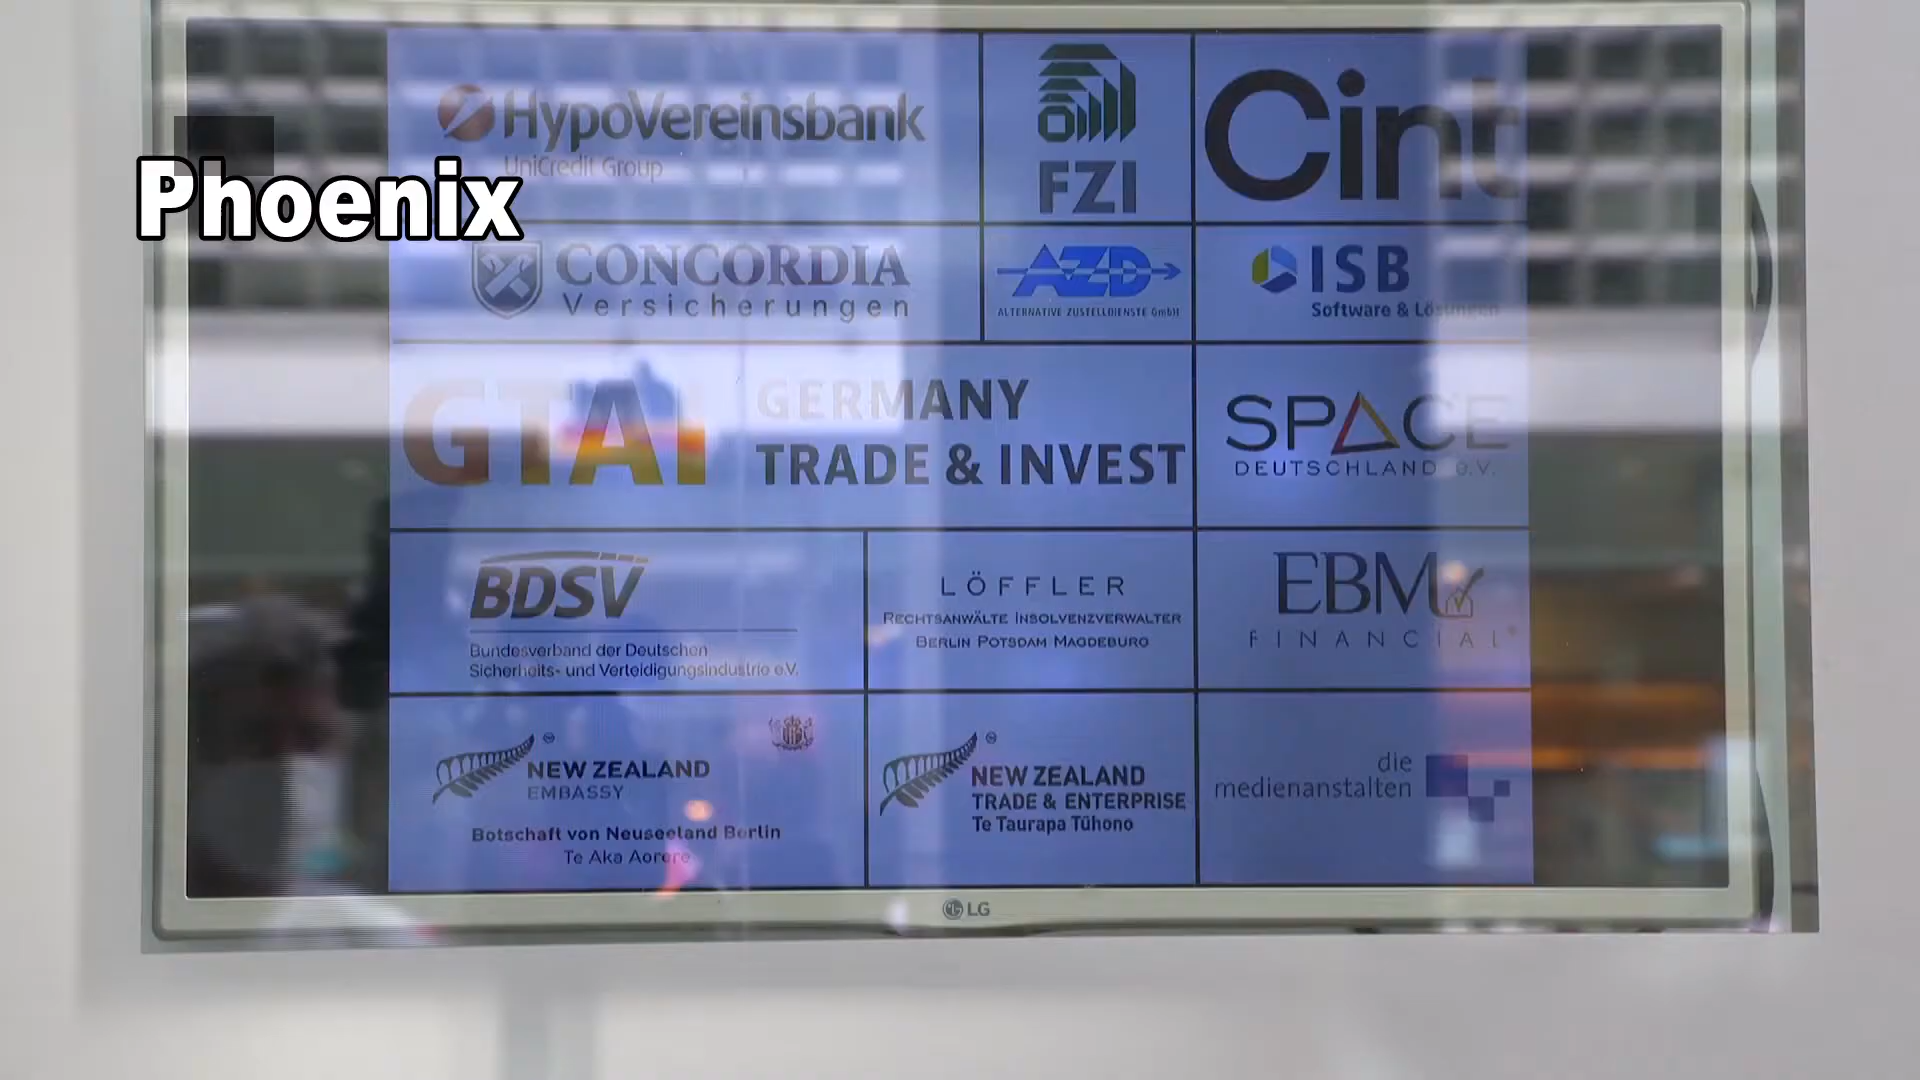 Phoenix
HypoVereinsbank
UniCredit Group
FZI
Cint
CONCORDIA
Versicherungen
AZD
ALTERNATIVE ZUSTELLDIENSTE GmbH
ISB
Software & Lösungen
GTAI
GERMANY
TRADE & INVEST
SPACE
DEUTSCHLAND e.V.
BDSV
Bundesverband der Deutschen
Sicherheits- und Verteidigungsindustrie e.V.
LÖFFLER
RECHTSANWÄLTE INSOLVENZVERWALTER
BERLIN POTSDAM MAGDEBURG
EBM
FINANCIAL
NEW ZEALAND
EMBASSY
Botschaft von Neuseeland Berlin
Te Aka Aorere
NEW ZEALAND
TRADE & ENTERPRISE
Te Taurapa Tūhono
die
medienanstalten
LG